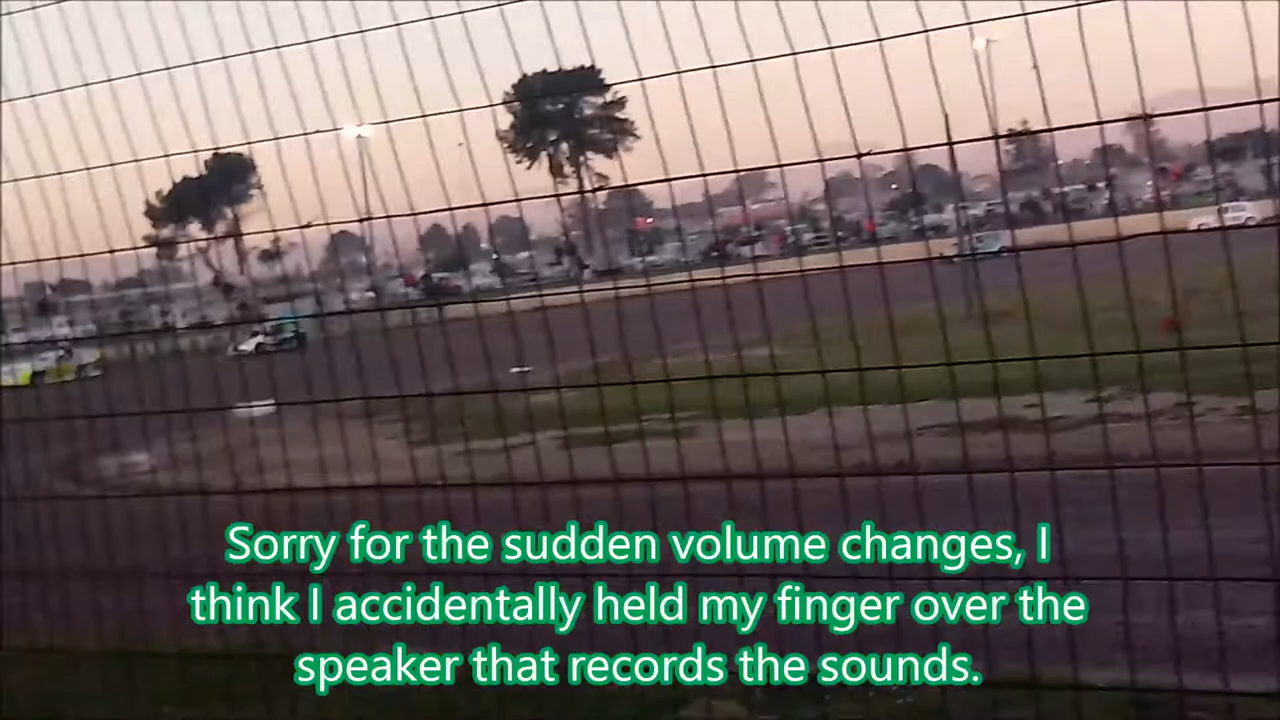 Sorry for the sudden volume changes, I
think I accidentally held my finger over the
speaker that records the sounds.